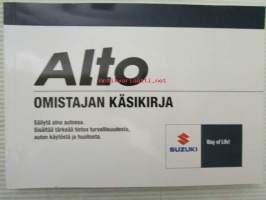 Alto
OMISTAJAN KÄSIKIRJA
Säilytä aina autossa.
Sisältää tärkeää tietoa turvallisuudesta,
auton käytöstä ja huollosta.
SUZUKI
Way of Life!